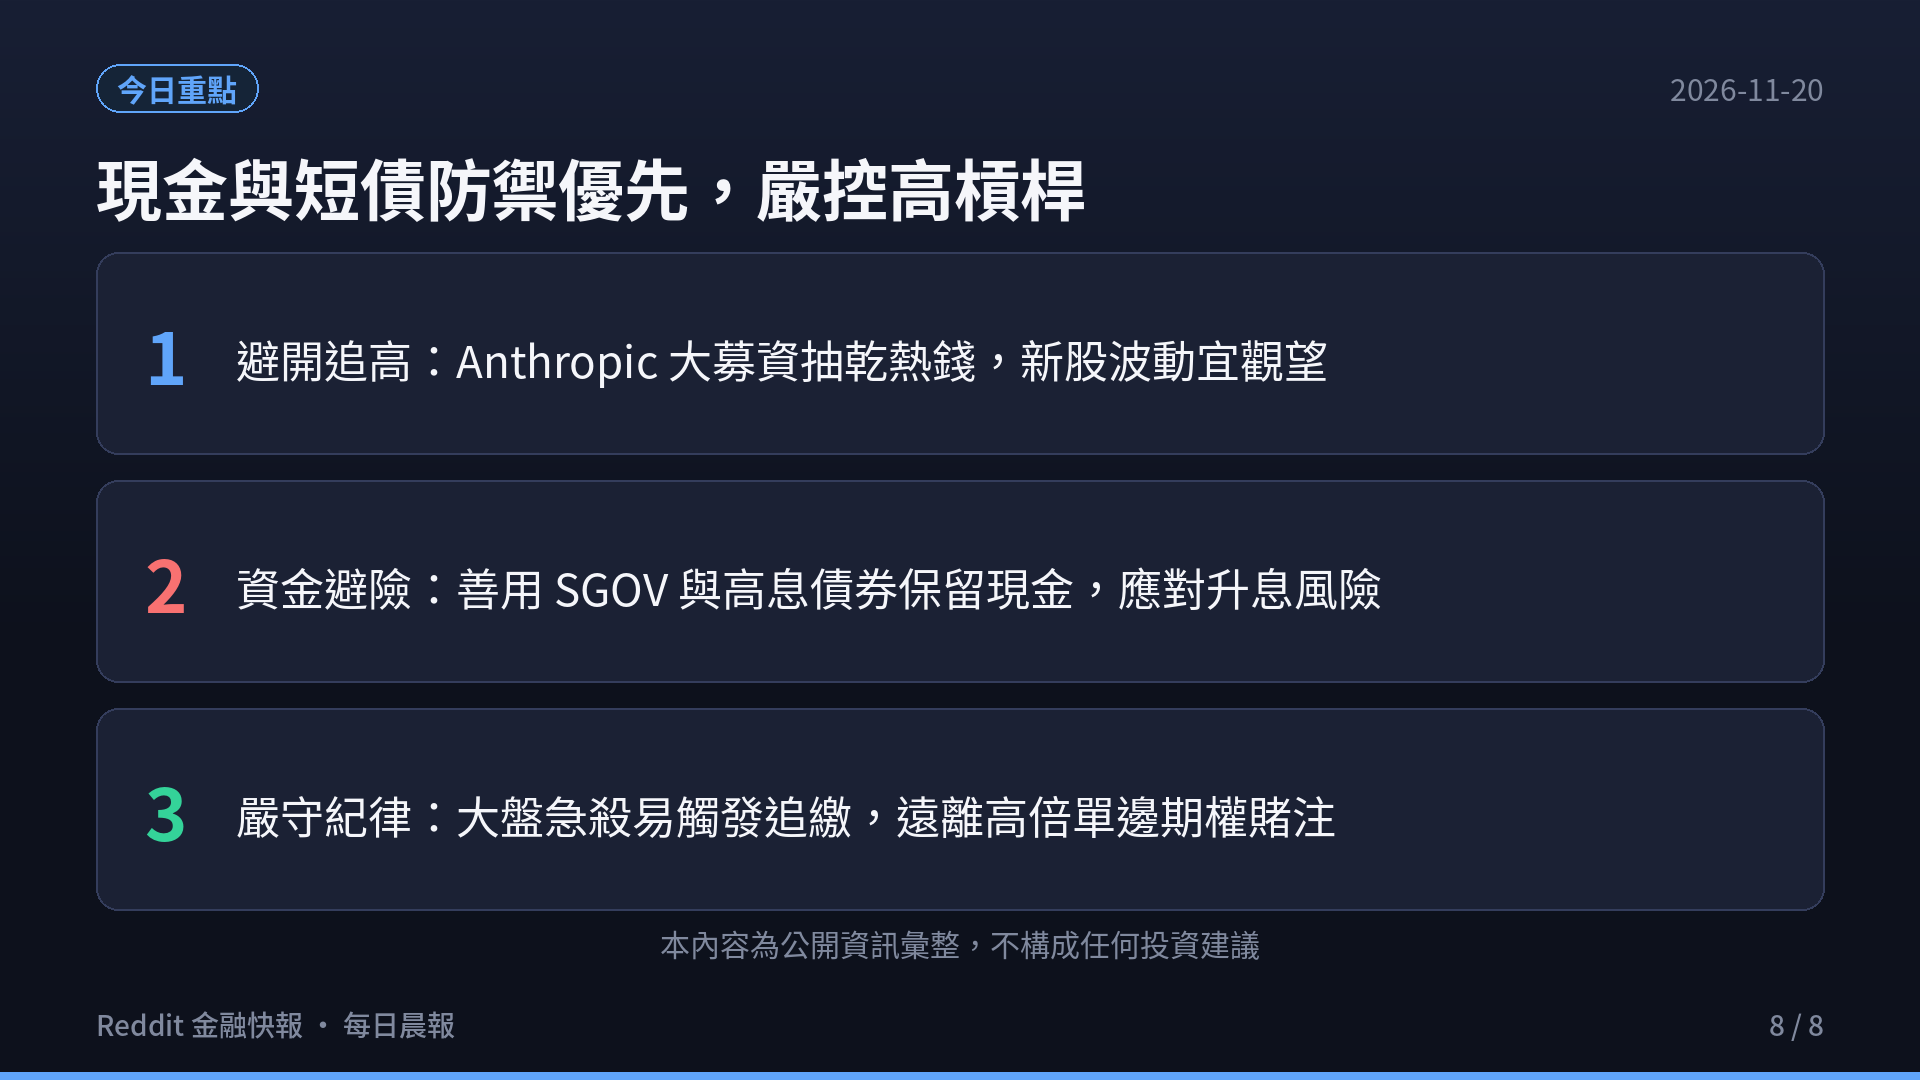 今日重點
2026-11-20
現金與短債防禦優先，嚴控高槓桿
1 避開追高：Anthropic 大募資抽乾熱錢，新股波動宜觀望
2 資金避險：善用 SGOV 與高息債券保留現金，應對升息風險
3 嚴守紀律：大盤急殺易觸發追繳，遠離高倍單邊期權賭注
本內容為公開資訊彙整，不構成任何投資建議
Reddit 金融快報 • 每日晨報
8 / 8